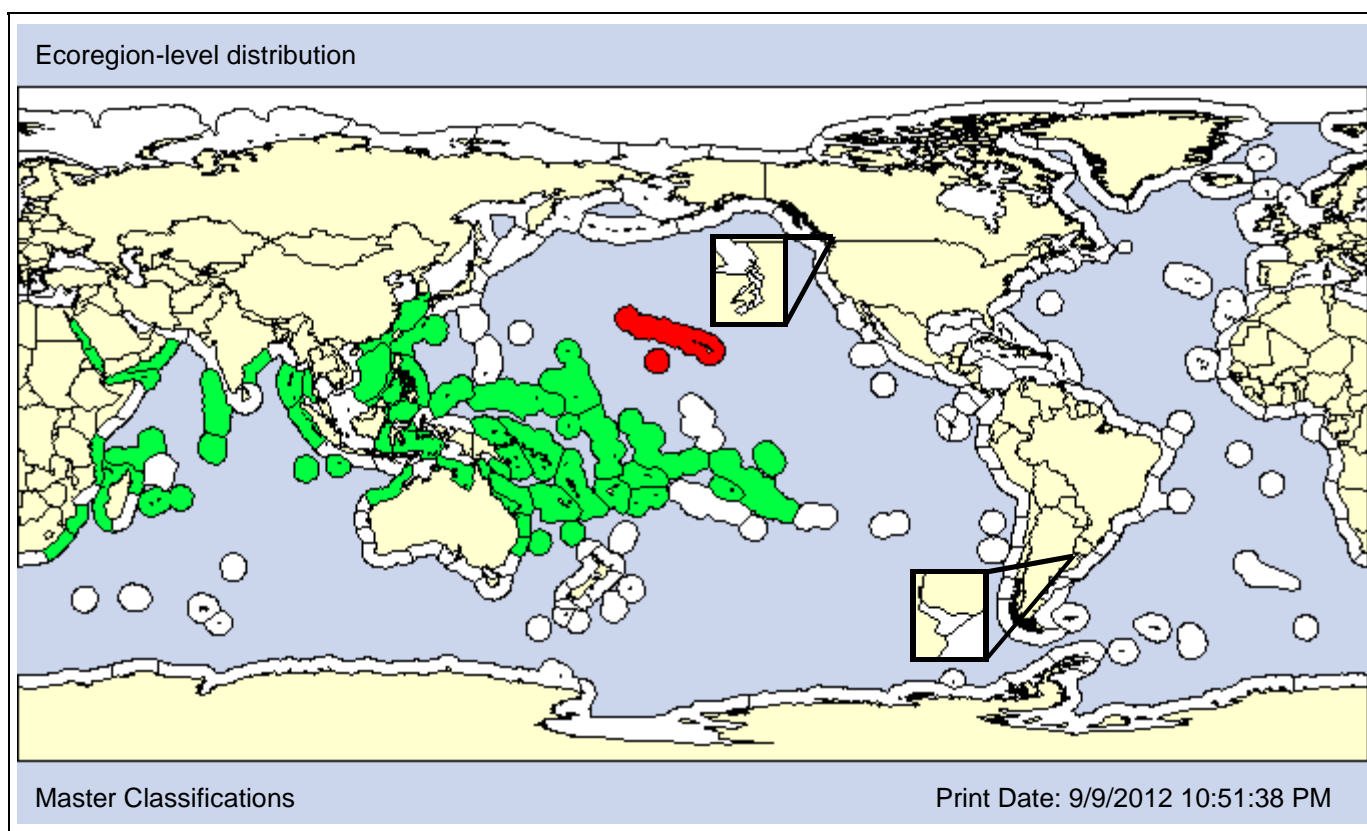 Ecoregion-level distribution
Master Classifications
Print Date: 9/9/2012 10:51:38 PM